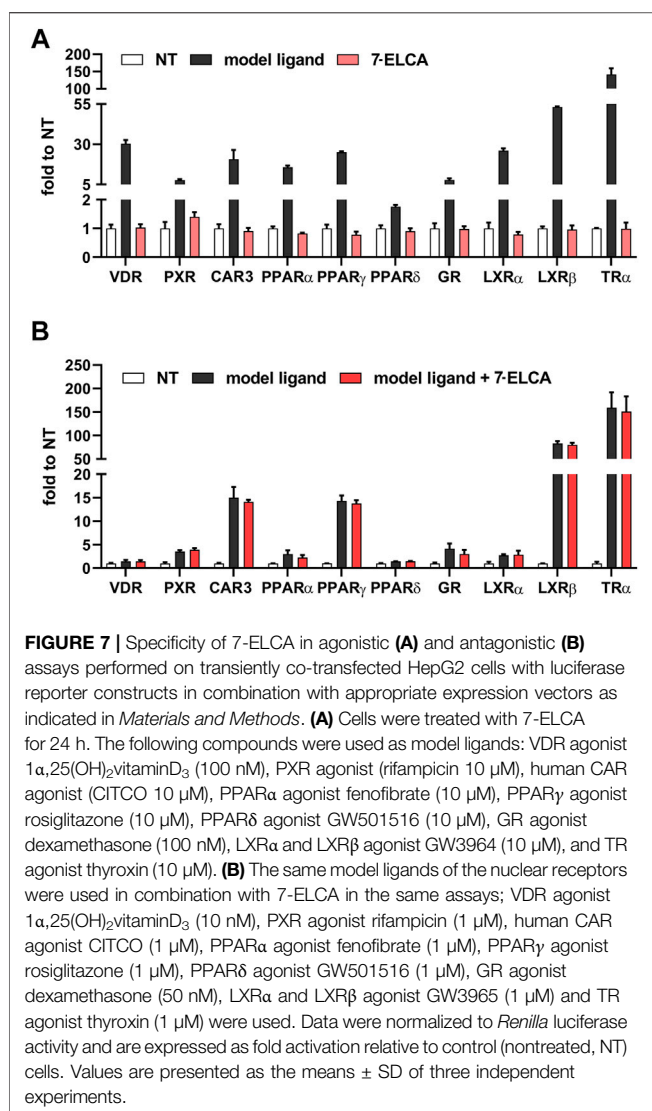 A
NT model ligand 7-ELCA
fold to NT
200
150
100
55
30
5
2
1
0
VDR PXR CAR3 PPARα PPARγ PPARδ GR LXRα LXRβ TRα
B
NT model ligand model ligand + 7-ELCA
fold to NT
250
200
150
100
50
20
15
10
5
0
VDR PXR CAR3 PPARα PPARγ PPARδ GR LXRα LXRβ TRα
FIGURE 7 | Specificity of 7-ELCA in agonistic (A) and antagonistic (B)
assays performed on transiently co-transfected HepG2 cells with luciferase
reporter constructs in combination with appropriate expression vectors as
indicated in Materials and Methods. (A) Cells were treated with 7-ELCA
for 24 h. The following compounds were used as model ligands: VDR agonist
1α,25(OH)₂vitaminD₃ (100 nM), PXR agonist (rifampicin 10 μM), human CAR
agonist (CITCO 10 μM), PPARα agonist fenofibrate (10 μM), PPARγ agonist
rosiglitazone (10 μM), PPARδ agonist GW501516 (10 μM), GR agonist
dexamethasone (100 nM), LXRα and LXRβ agonist GW3964 (10 μM), and TR
agonist thyroxin (10 μM). (B) The same model ligands of the nuclear receptors
were used in combination with 7-ELCA in the same assays; VDR agonist
1α,25(OH)₂vitaminD₃ (10 nM), PXR agonist rifampicin (1 μM), human CAR
agonist CITCO (1 μM), PPARα agonist fenofibrate (1 μM), PPARγ agonist
rosiglitazone (1 μM), PPARδ agonist GW501516 (1 μM), GR agonist
dexamethasone (50 nM), LXRα and LXRβ agonist GW3965 (1 μM) and TR
agonist thyroxin (1 μM) were used. Data were normalized to Renilla luciferase
activity and are expressed as fold activation relative to control (nontreated, NT)
cells. Values are presented as the means ± SD of three independent
experiments.